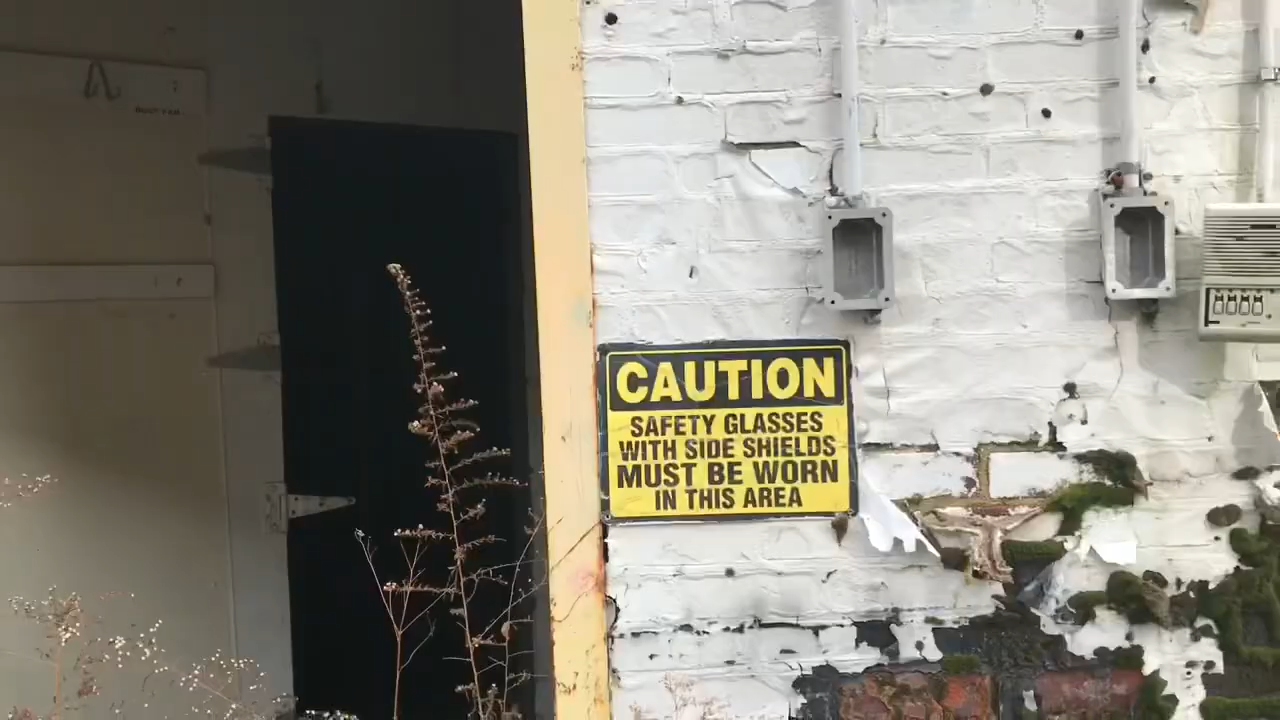 CAUTION
SAFETY GLASSES
WITH SIDE SHIELDS
MUST BE WORN
IN THIS AREA